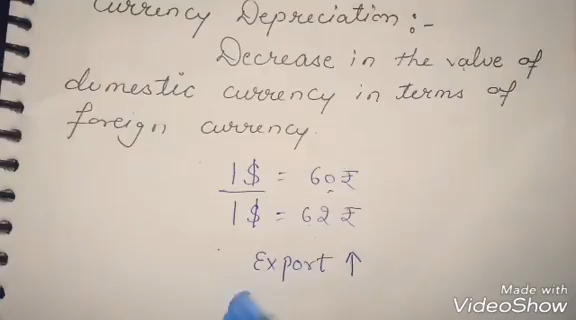 Currency Depreciation :-
Decrease in the value of
domestic currency in terms of
foreign currency.
1$ = 60₹
1$ = 62₹
Export ↑
Made with
VideoShow